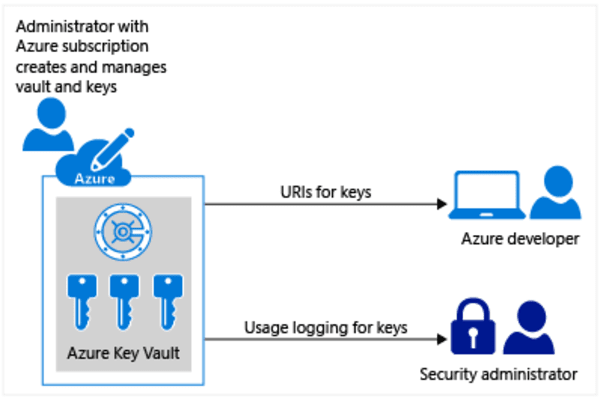 Administrator with
Azure subscription
creates and manages
vault and keys
Azure
URIs for keys
Azure developer
Usage logging for keys
Azure Key Vault
Security administrator